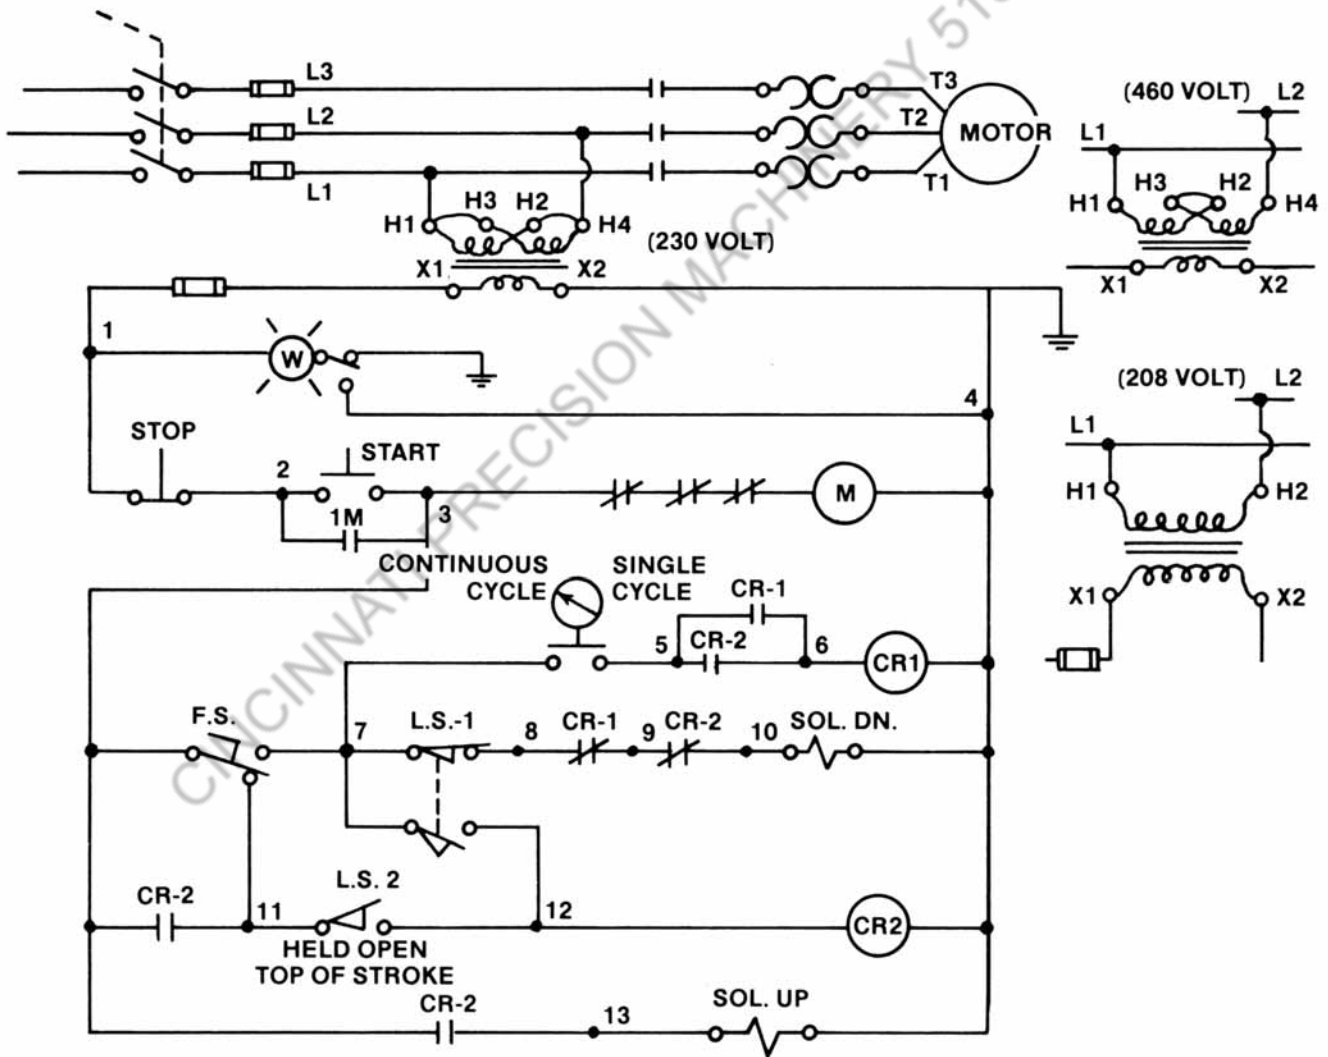 CINCINNATI PRECISION MACHINERY 51
L3
L2
L1
T3
T2
T1
MOTOR
H1
H3
H2
H4
(230 VOLT)
X1
X2
1
W
4
STOP
2
START
1M
3
M
CONTINUOUS
CYCLE
SINGLE
CYCLE
CR-1
5
CR-2
6
CR1
F.S.
7
L.S.-1
8
CR-1
9
CR-2
10
SOL. DN.
CR-2
11
L.S. 2
12
HELD OPEN
TOP OF STROKE
CR2
CR-2
13
SOL. UP
(460 VOLT)
L2
L1
H1
H3
H2
H4
X1
X2
(208 VOLT)
L2
L1
H1
H2
X1
X2